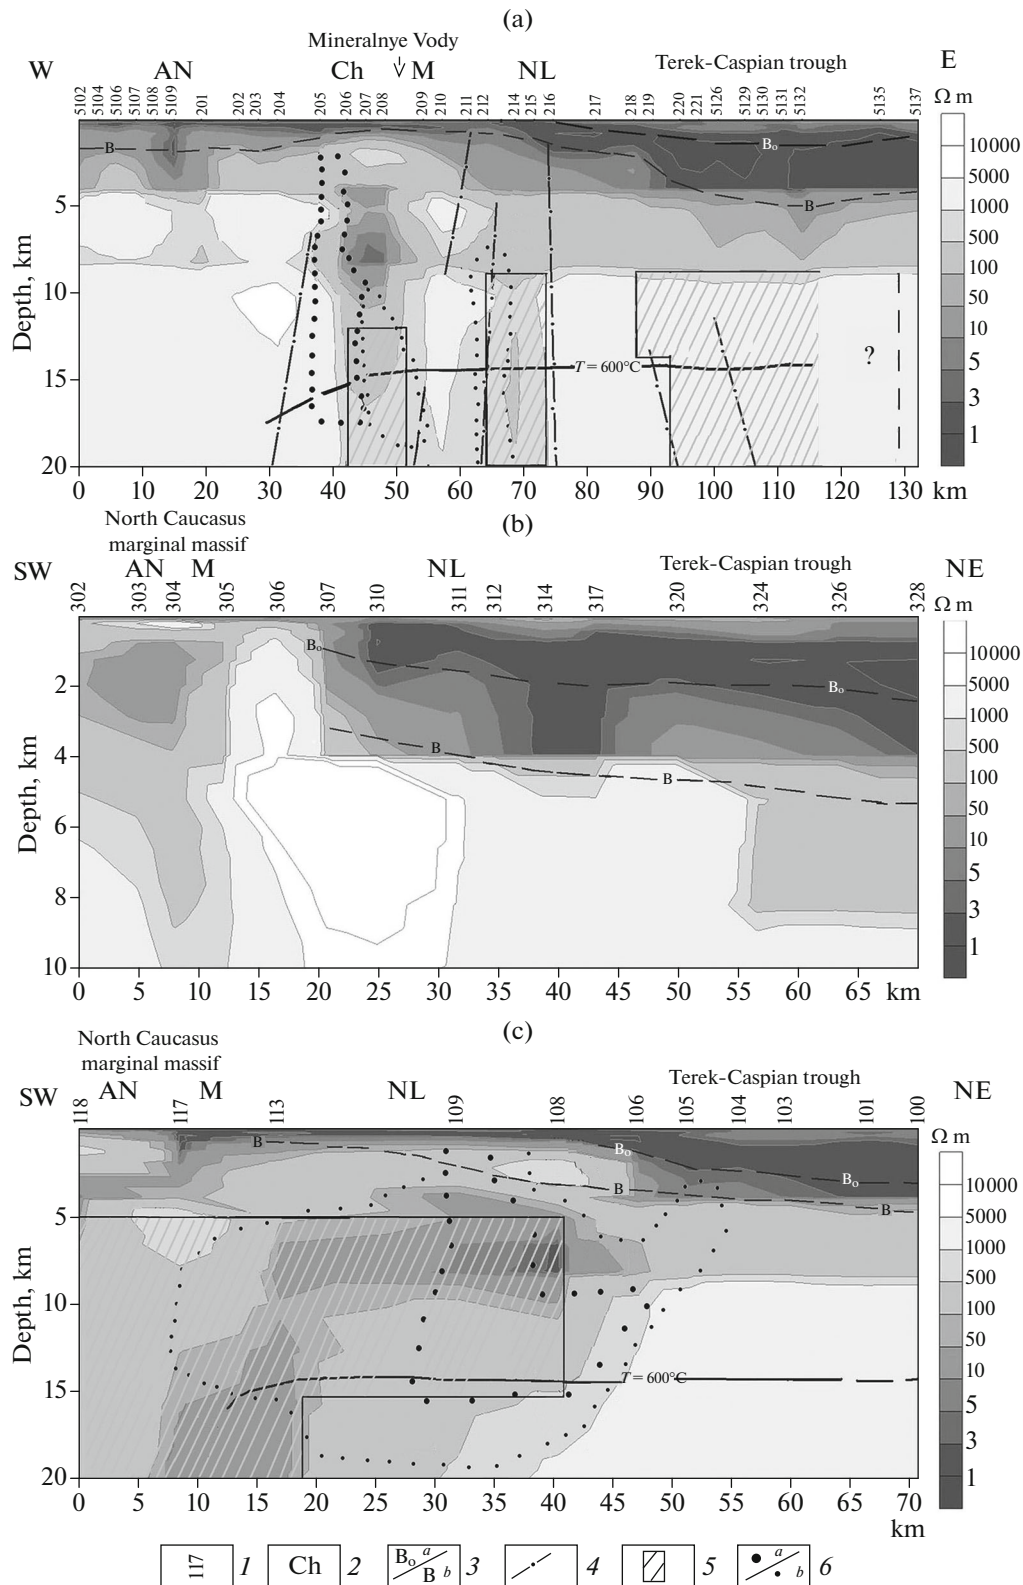 (a)
Mineralnye Vody
W AN Ch M NL Terek-Caspian trough E
5102 5104 5106 5107 5108 5109 201 202 203 204 205 206 207 208 209 210 211 212 214 215 216 217 218 219 220 221 5126 5129 5130 5131 5132 5135 5137
Ω m
B
Bo
B
10000
5000
1000
500
100
50
10
5
3
1
Depth, km
5
10
15
20
T = 600°C
?
0 10 20 30 40 50 60 70 80 90 100 110 120 130 km
(b)
North Caucasus
marginal massif
SW AN M NL Terek-Caspian trough NE
302 303 304 305 306 307 310 311 312 314 317 320 324 326 328
Ω m
Bo
Bo
B
B
10000
5000
1000
500
100
50
10
5
3
1
Depth, km
2
4
6
8
10
0 5 10 15 20 25 30 35 40 45 50 55 60 65 km
(c)
North Caucasus
marginal massif
SW AN M NL Terek-Caspian trough NE
118 117 113 109 108 106 105 104 103 101 100
Ω m
B
Bo
B
Bo
B
10000
5000
1000
500
100
50
10
5
3
1
Depth, km
5
10
15
20
T = 600°C
0 5 10 15 20 25 30 35 40 45 50 55 60 65 70
km
117 1 Ch 2 Bo a B b 3 4 5 a b 6